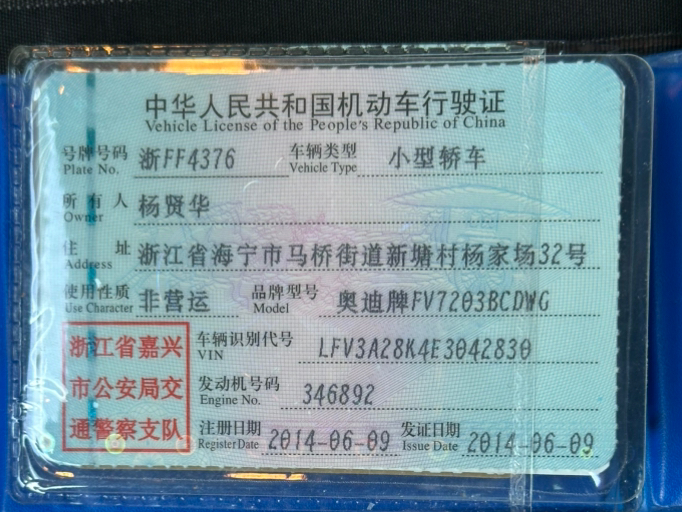 中华人民共和国机动车行驶证
Vehicle License of the People's Republic of China
号牌号码 浙FF4376 车辆类型 小型轿车
Plate No. Vehicle Type
所有人 杨贤华
Owner
住址 浙江省海宁市马桥街道新塘村杨家场32号
Address
使用性质 非营运 品牌型号 奥迪牌FV7203BCDWG
Use Character Model
浙江省嘉兴
市公安局交
通警察支队
车辆识别代号 LFV3A28K4E3042830
VIN
发动机号码 346892
Engine No.
注册日期 2014-06-09 发证日期 2014-06-09
Register Date Issue Date